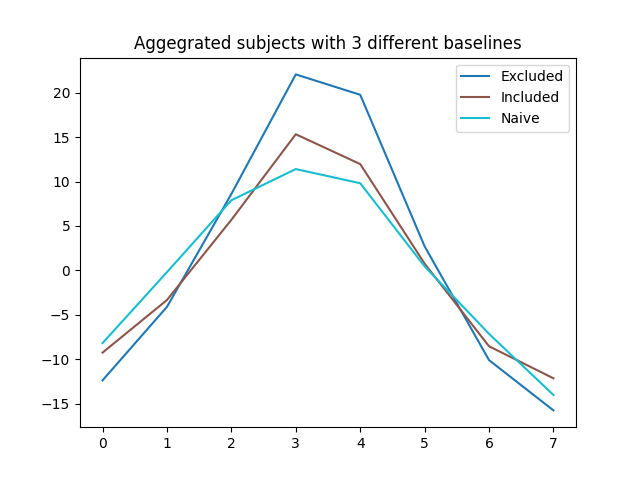 Aggegrated subjects with 3 different baselines
Excluded
Included
Naive
20
15
10
5
0
−5
−10
−15
0 1 2 3 4 5 6 7